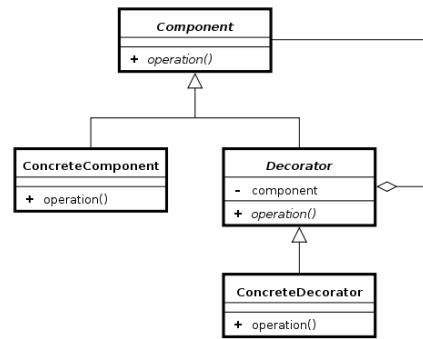 Component
+ operation()
ConcreteComponent
+ operation()
Decorator
- component
+ operation()
ConcreteDecorator
+ operation()